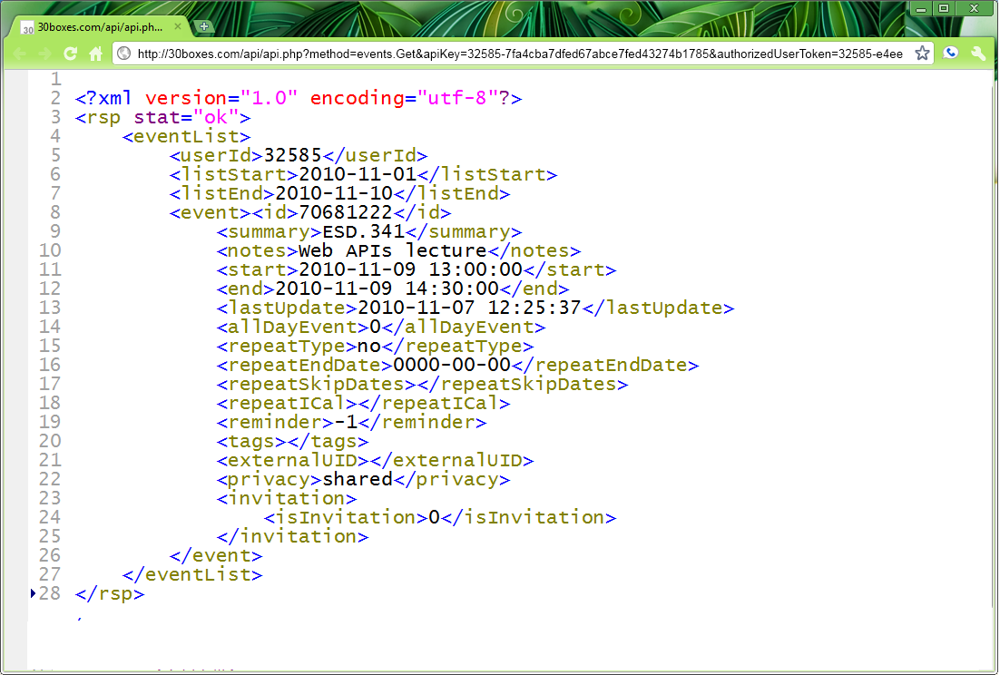 30boxes.com/api/api.ph...
http://30boxes.com/api/api.php?method=events.Get&apiKey=32585-7fa4cba7dfed67abce7fed43274b1785&authorizedUserToken=32585-e4ee
1
2 <?xml version="1.0" encoding="utf-8"?>
3 <rsp stat="ok">
4 <eventList>
5 <userId>32585</userId>
6 <listStart>2010-11-01</listStart>
7 <listEnd>2010-11-10</listEnd>
8 <event><id>70681222</id>
9 <summary>ESD.341</summary>
10 <notes>Web APIs lecture</notes>
11 <start>2010-11-09 13:00:00</start>
12 <end>2010-11-09 14:30:00</end>
13 <lastUpdate>2010-11-07 12:25:37</lastUpdate>
14 <allDayEvent>0</allDayEvent>
15 <repeatType>no</repeatType>
16 <repeatEndDate>0000-00-00</repeatEndDate>
17 <repeatSkipDates></repeatSkipDates>
18 <repeatICal></repeatICal>
19 <reminder>-1</reminder>
20 <tags></tags>
21 <externalUID></externalUID>
22 <privacy>shared</privacy>
23 <invitation>
24 <isInvitation>0</isInvitation>
25 </invitation>
26 </event>
27 </eventList>
28 </rsp>